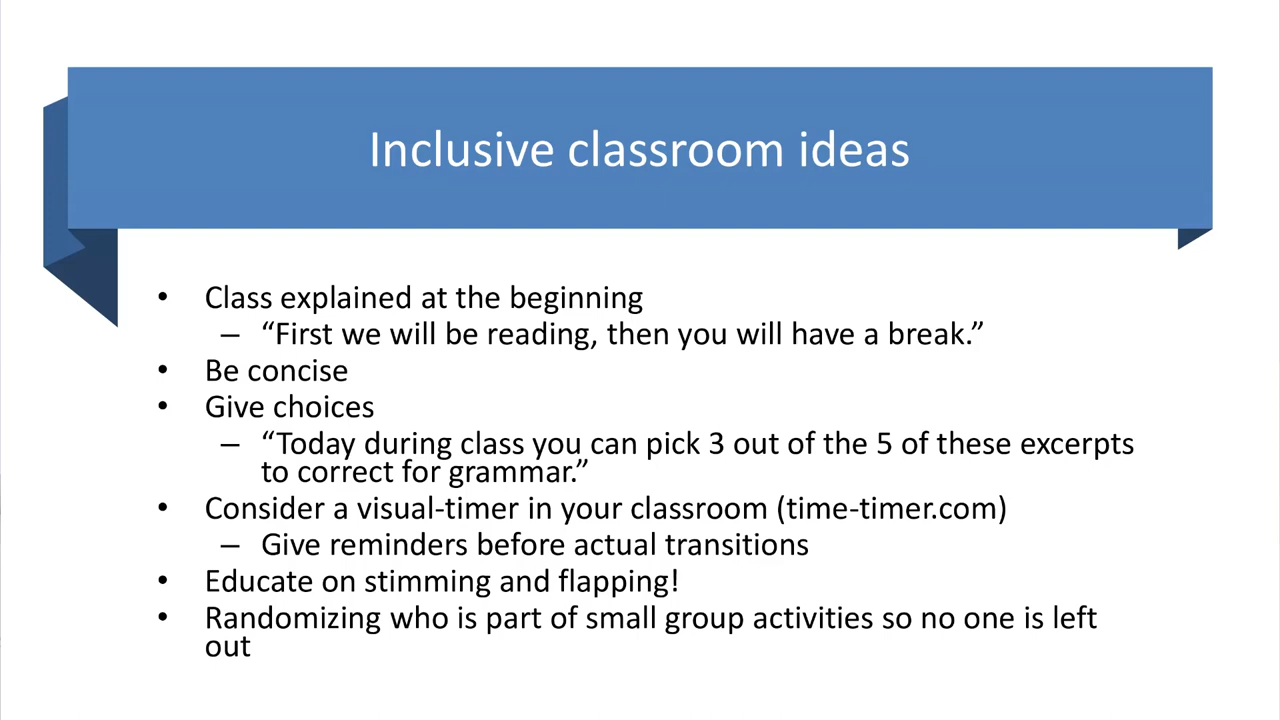 Inclusive classroom ideas
• Class explained at the beginning
– “First we will be reading, then you will have a break.”
• Be concise
• Give choices
– “Today during class you can pick 3 out of the 5 of these excerpts
to correct for grammar.”
• Consider a visual-timer in your classroom (time-timer.com)
– Give reminders before actual transitions
• Educate on stimming and flapping!
• Randomizing who is part of small group activities so no one is left
out